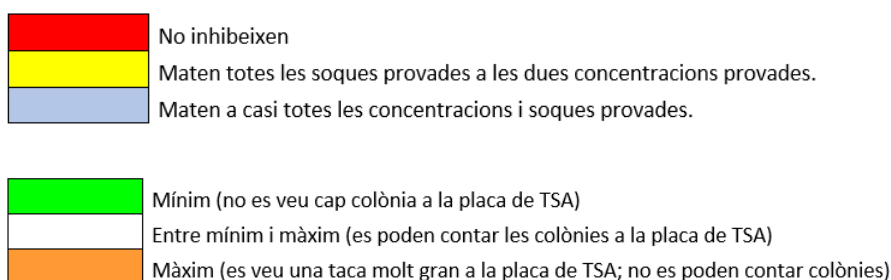 No inhibeixen
Maten totes les soques provades a les dues concentracions provades.
Maten a casi totes les concentracions i soques provades.
Mínim (no es veu cap colònia a la placa de TSA)
Entre mínim i màxim (es poden contar les colònies a la placa de TSA)
Màxim (es veu una taca molt gran a la placa de TSA; no es poden contar colònies)